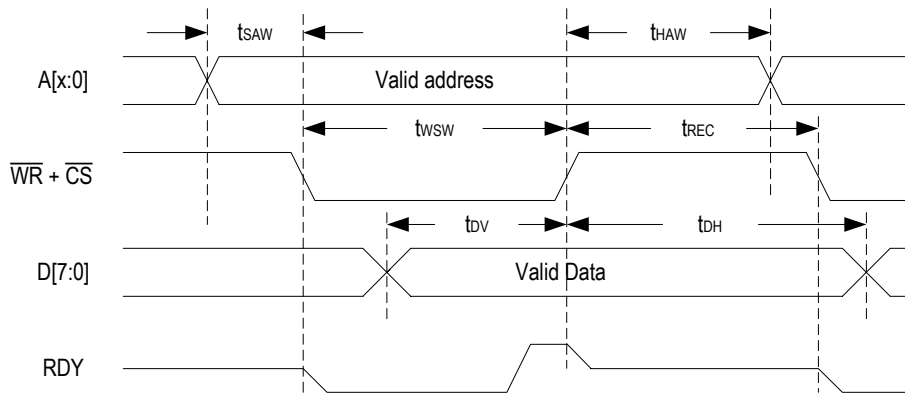 tSAW
tHAW
A[x:0]
Valid address
tWSW
tREC
WR + CS
tDV
tDH
D[7:0]
Valid Data
RDY